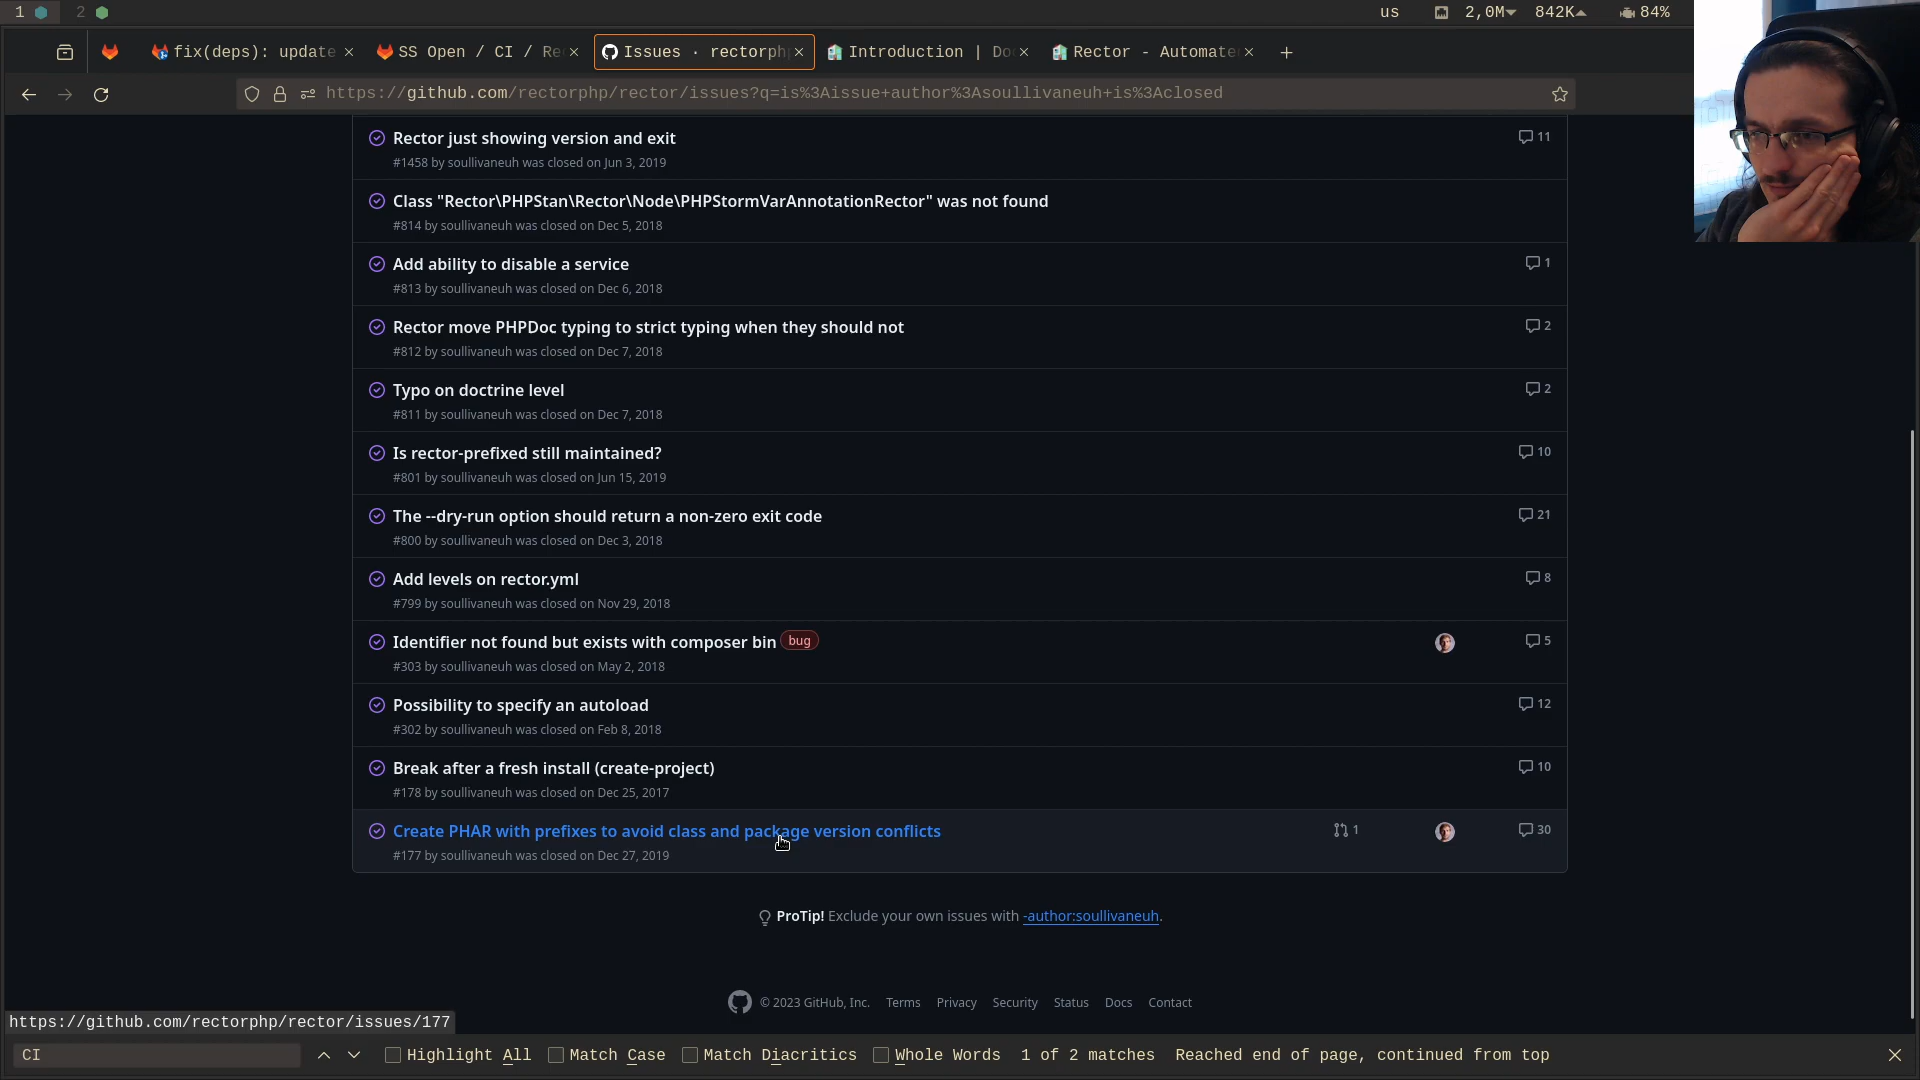 1 2 us 2,0M 842K 84%
fix(deps): update
SS Open / CI / Re
Issues · rectorph
Introduction | Do
Rector - Automate
https://github.com/rectorphp/rector/issues?q=is%3Aissue+author%3Asoullivaneuh+is%3Aclosed
Rector just showing version and exit
11
#1458 by soullivaneuh was closed on Jun 3, 2019
Class "Rector\PHPStan\Rector\Node\PHPStormVarAnnotationRector" was not found
#814 by soullivaneuh was closed on Dec 5, 2018
Add ability to disable a service
1
#813 by soullivaneuh was closed on Dec 6, 2018
Rector move PHPDoc typing to strict typing when they should not
2
#812 by soullivaneuh was closed on Dec 7, 2018
Typo on doctrine level
2
#811 by soullivaneuh was closed on Dec 7, 2018
Is rector-prefixed still maintained?
10
#801 by soullivaneuh was closed on Jun 15, 2019
The --dry-run option should return a non-zero exit code
21
#800 by soullivaneuh was closed on Dec 3, 2018
Add levels on rector.yml
8
#799 by soullivaneuh was closed on Nov 29, 2018
Identifier not found but exists with composer bin bug
5
#303 by soullivaneuh was closed on May 2, 2018
Possibility to specify an autoload
12
#302 by soullivaneuh was closed on Feb 8, 2018
Break after a fresh install (create-project)
10
#178 by soullivaneuh was closed on Dec 25, 2017
Create PHAR with prefixes to avoid class and package version conflicts
1
30
#177 by soullivaneuh was closed on Dec 27, 2019
ProTip! Exclude your own issues with -author:soullivaneuh.
© 2023 GitHub, Inc. Terms Privacy Security Status Docs Contact
https://github.com/rectorphp/rector/issues/177
CI Highlight All Match Case Match Diacritics Whole Words 1 of 2 matches Reached end of page, continued from top